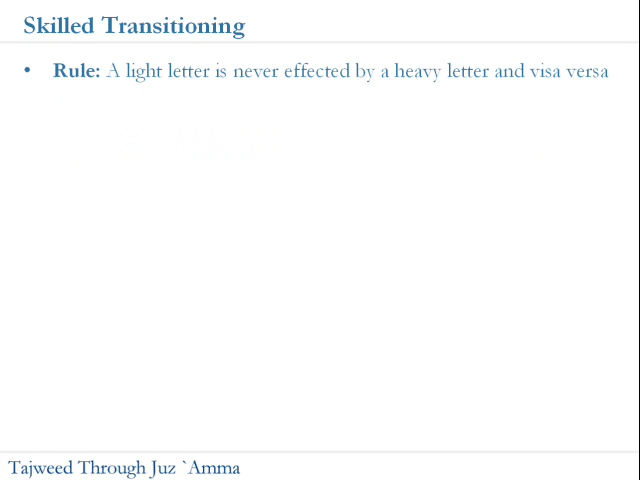 Skilled Transitioning
• Rule: A light letter is never effected by a heavy letter and visa versa
Tajweed Through Juz `Amma